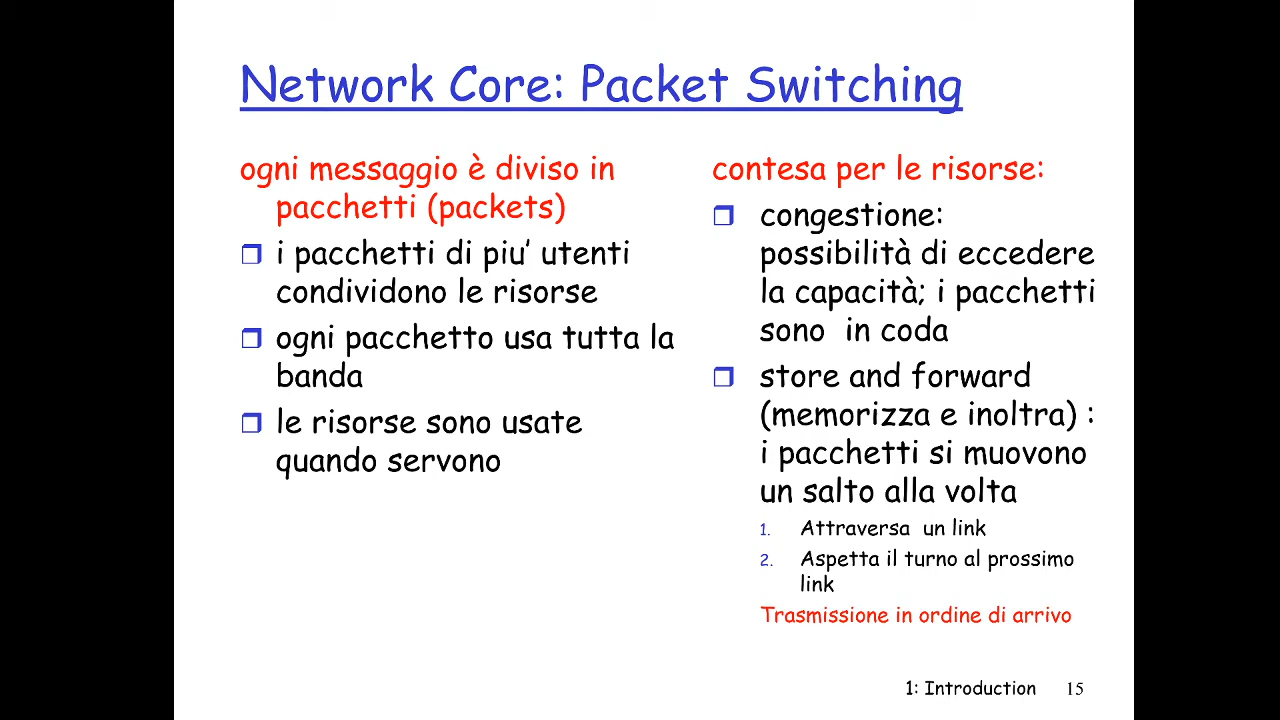 Network Core: Packet Switching
ogni messaggio è diviso in
pacchetti (packets)
i pacchetti di piu’ utenti
condividono le risorse
ogni pacchetto usa tutta la
banda
le risorse sono usate
quando servono
contesa per le risorse:
congestione:
possibilità di eccedere
la capacità; i pacchetti
sono in coda
store and forward
(memorizza e inoltra) :
i pacchetti si muovono
un salto alla volta
1. Attraversa un link
2. Aspetta il turno al prossimo
link
Trasmissione in ordine di arrivo
1: Introduction 15